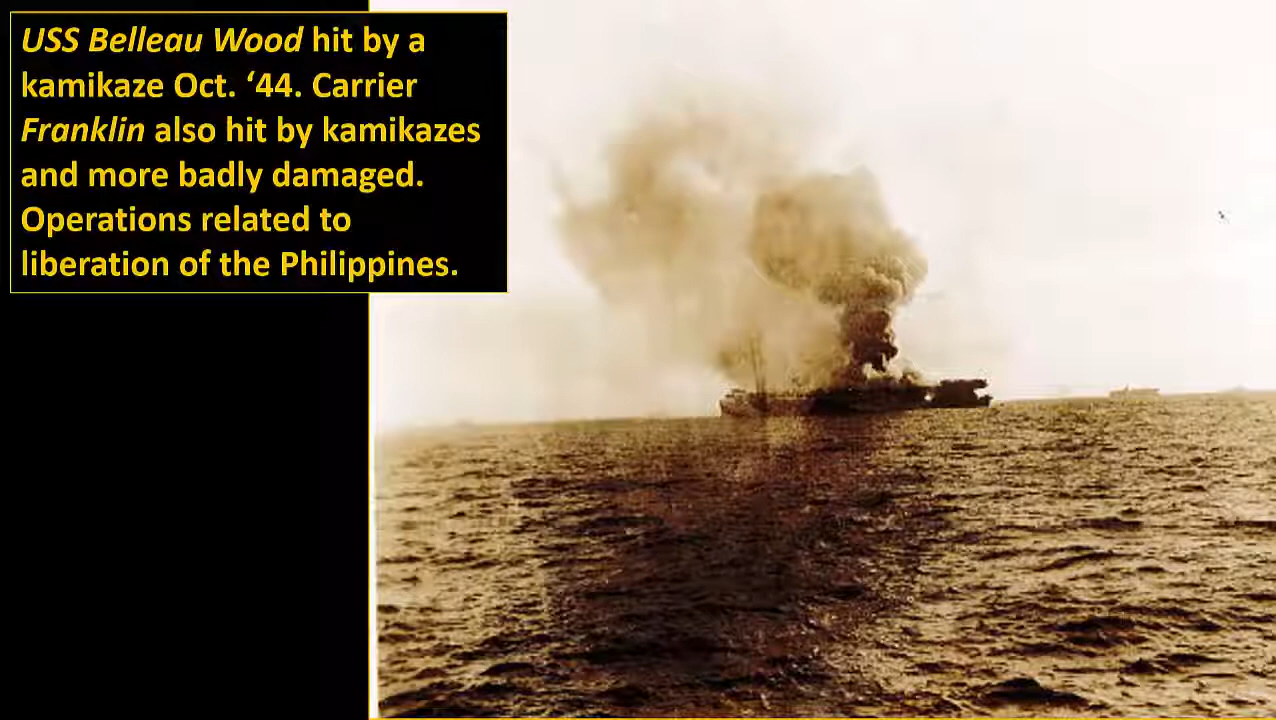 USS Belleau Wood hit by a
kamikaze Oct. ‘44. Carrier
Franklin also hit by kamikazes
and more badly damaged.
Operations related to
liberation of the Philippines.